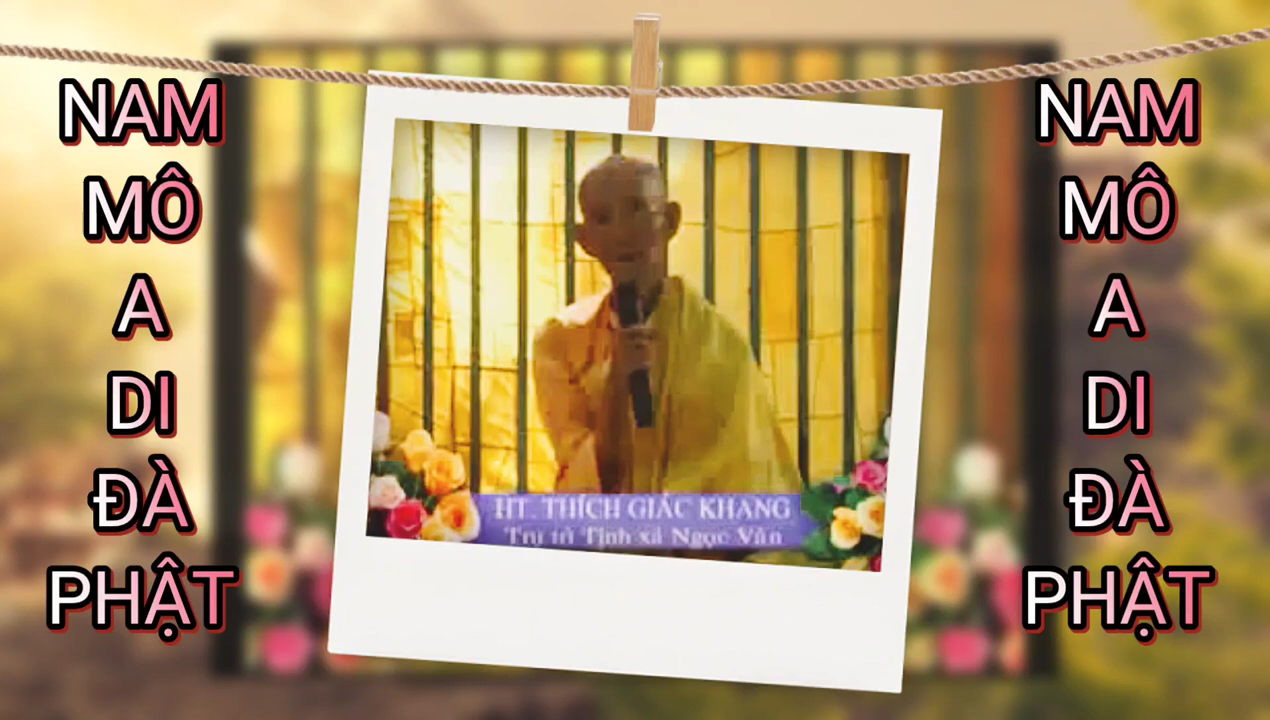 NAM
MÔ
A
DI
ĐÀ
PHẬT
HT. THÍCH GIÁC KHANG
Trụ trì Tịnh xá Ngọc Vân
NAM
MÔ
A
DI
ĐÀ
PHẬT